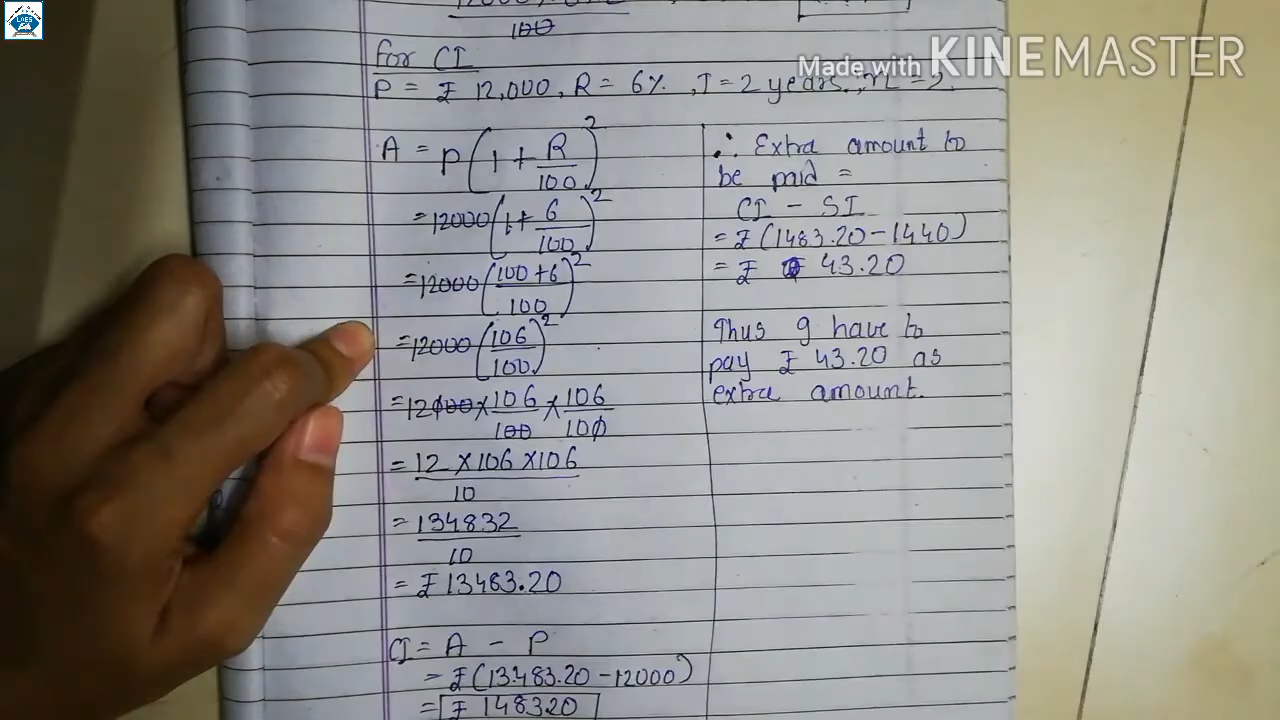 LAES
Made with KINEMASTER
100
for CI
P = ₹ 12,000, R = 6%, T = 2 years, n = 2.
A = P(1 + R/100)²
= 12000(1 + 6/100)²
= 12000(100+6/100)²
= 12000(106/100)²
= 12000 × 106/100 × 106/100
= 12 × 106 × 106/10
= 134832/10
= ₹ 13483.20
CI = A - P
= ₹ (13483.20 - 12000)
= ₹ 148320
∴ Extra amount to
be paid =
CI - SI
= ₹ (1483.20 - 1440)
= ₹ 43.20
Thus I have to
pay ₹ 43.20 as
extra amount.